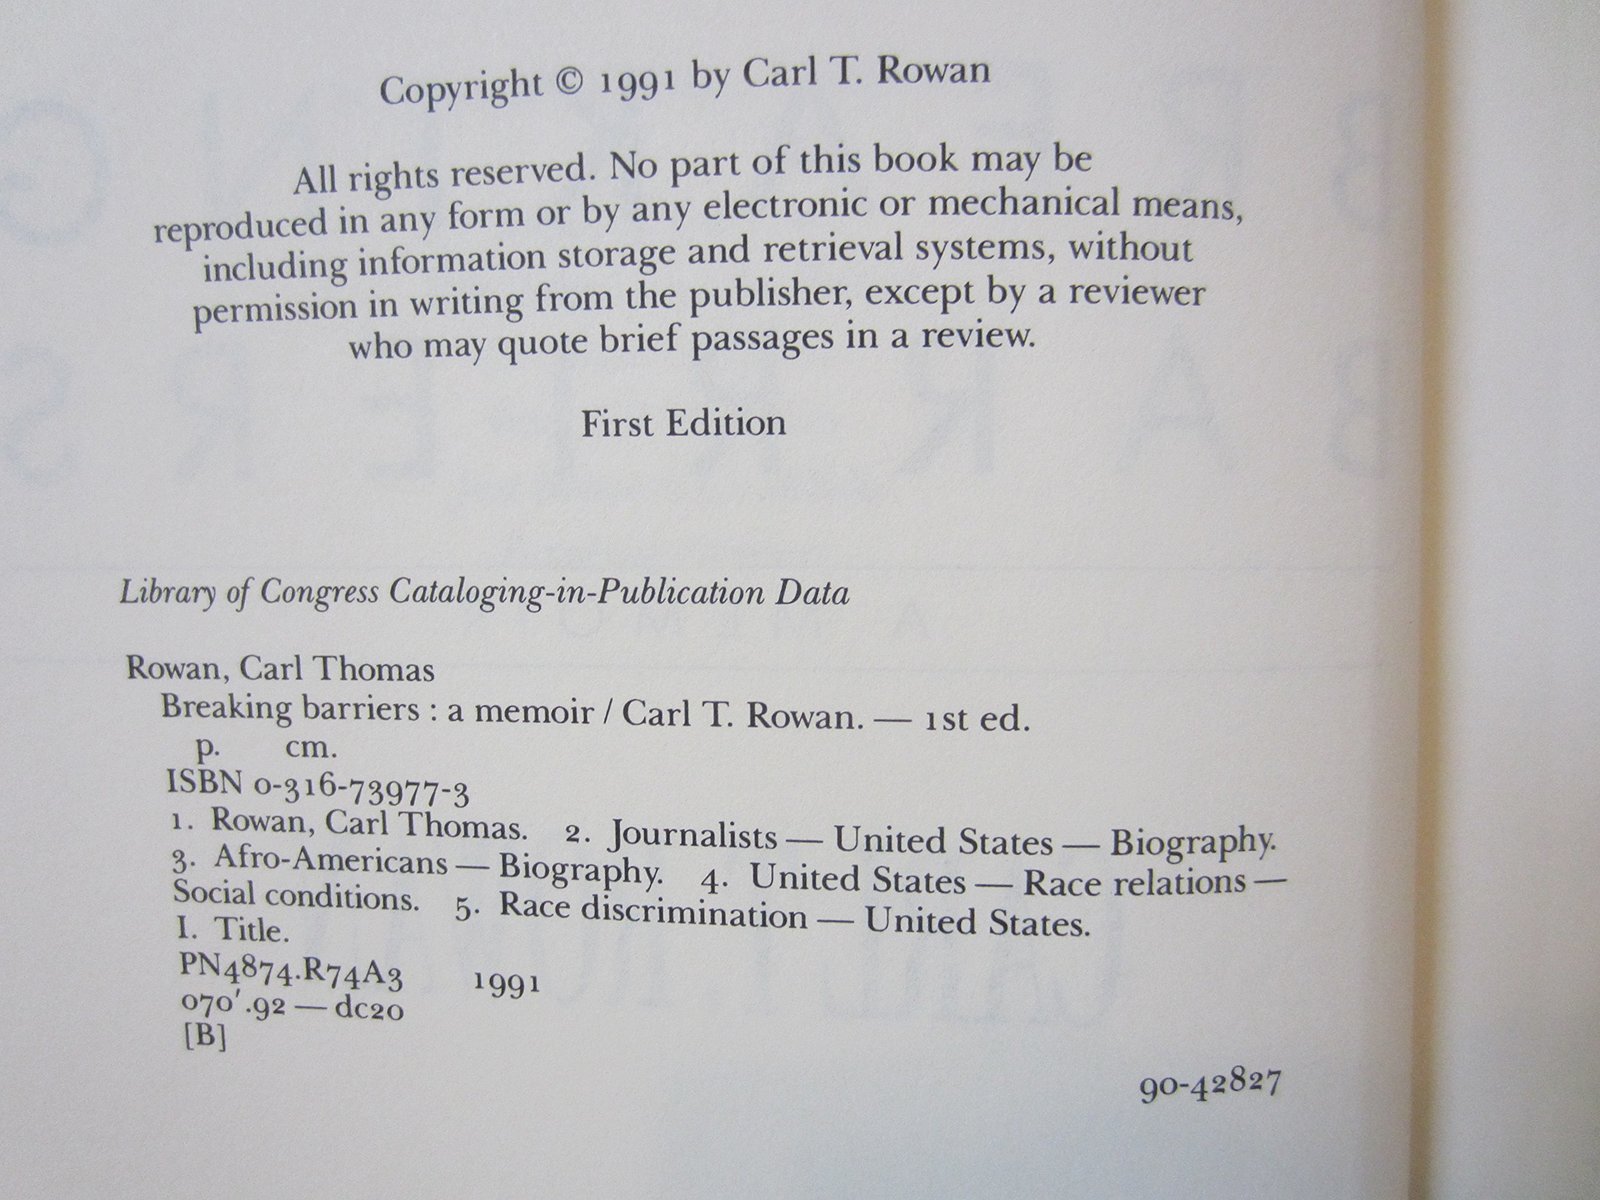 Copyright © 1991 by Carl T. Rowan
All rights reserved. No part of this book may be
reproduced in any form or by any electronic or mechanical means,
including information storage and retrieval systems, without
permission in writing from the publisher, except by a reviewer
who may quote brief passages in a review.
First Edition
Library of Congress Cataloging-in-Publication Data
Rowan, Carl Thomas
Breaking barriers : a memoir / Carl T. Rowan. — 1st ed.
p. cm.
ISBN 0-316-73977-3
1. Rowan, Carl Thomas. 2. Journalists — United States — Biography.
3. Afro-Americans — Biography. 4. United States — Race relations —
Social conditions. 5. Race discrimination — United States.
I. Title.
PN4874.R74A3 1991
070'.92 — dc20
[B]
90-42827